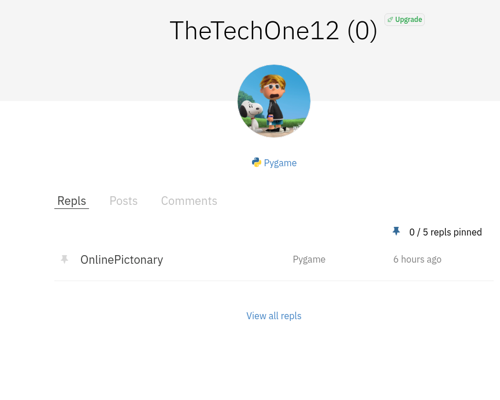 TheTechOne12 (0) Upgrade
Pygame
Repls Posts Comments
0 / 5 repls pinned
OnlinePictonary Pygame 6 hours ago
View all repls